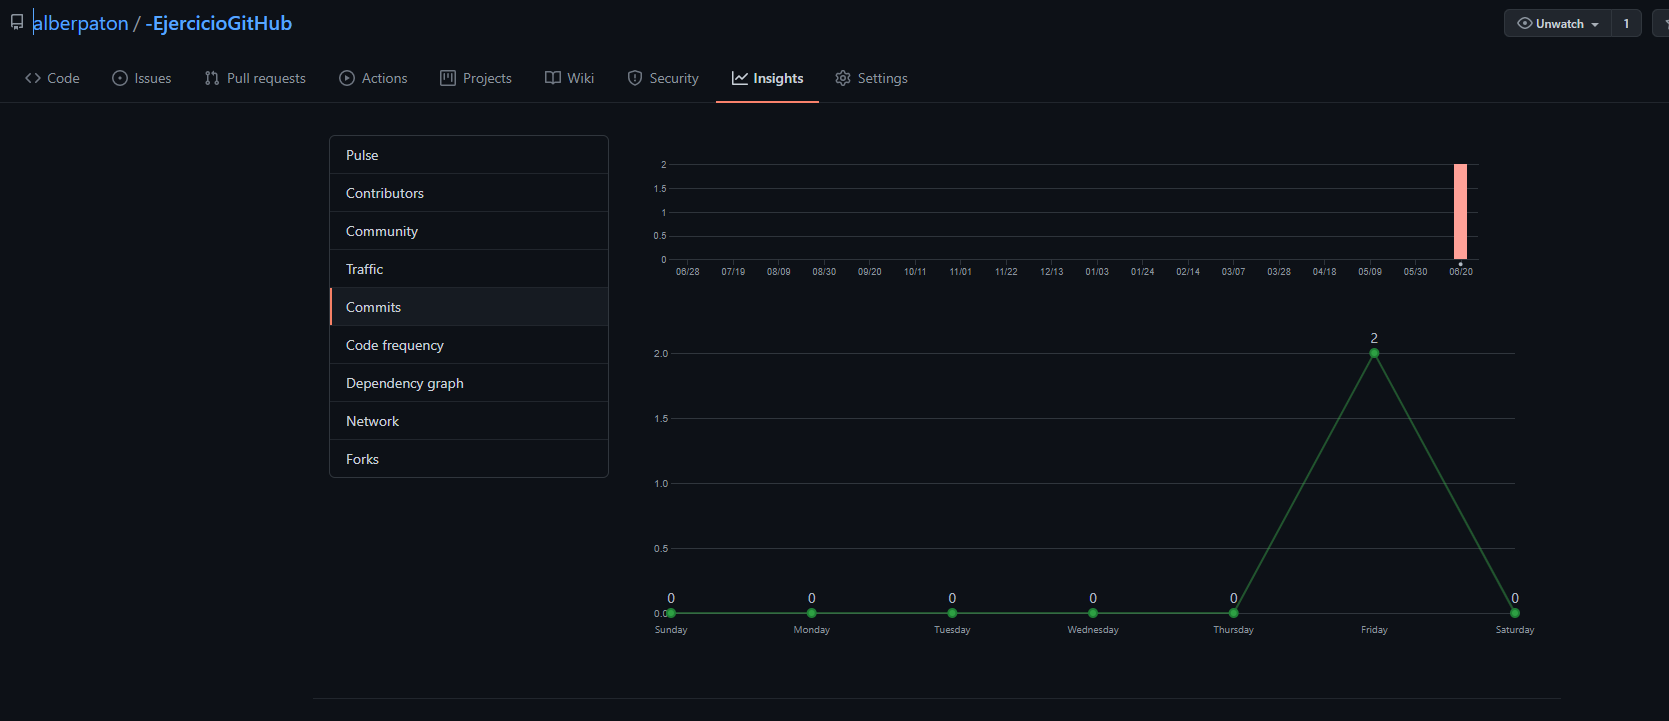 alberpaton / -EjercicioGitHub
Unwatch 1
Code Issues Pull requests Actions Projects Wiki Security Insights Settings
Pulse
Contributors
Community
Traffic
Commits
Code frequency
Dependency graph
Network
Forks
2
1.5
1
0.5
0
06/28 07/19 08/09 08/30 09/20 10/11 11/01 11/22 12/13 01/03 01/24 02/14 03/07 03/28 04/18 05/09 05/30 06/20
2
2.0
1.5
1.0
0.5
0 0 0 0 0 0
0.0
Sunday Monday Tuesday Wednesday Thursday Friday Saturday